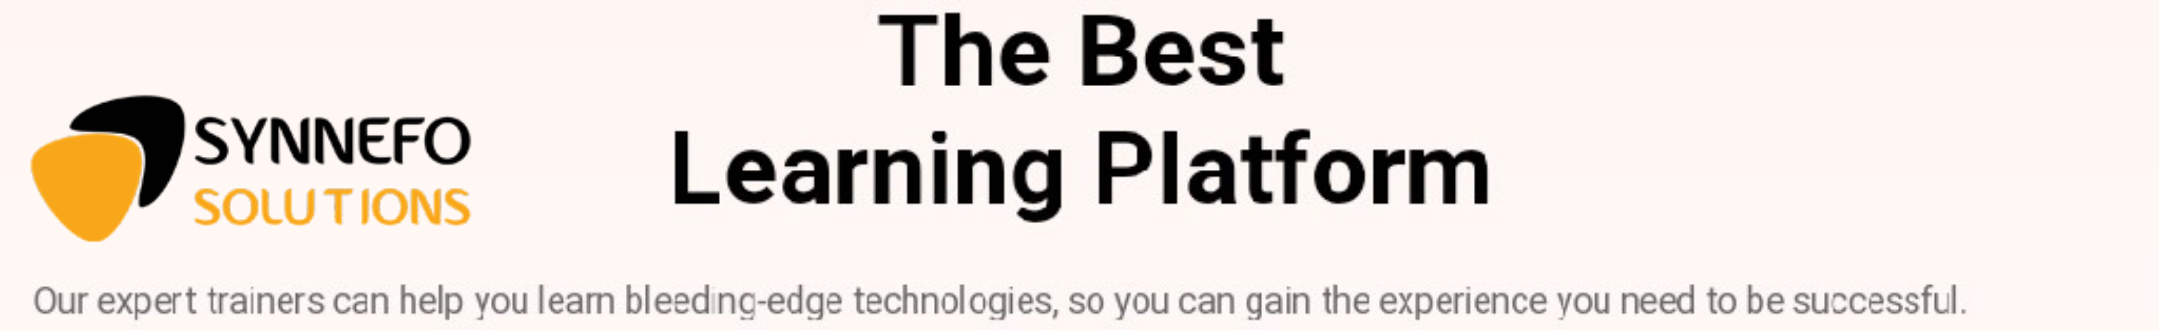 The Best
Learning Platform
SYNNEFO
SOLUTIONS
Our expert trainers can help you learn bleeding-edge technologies, so you can gain the experience you need to be successful.